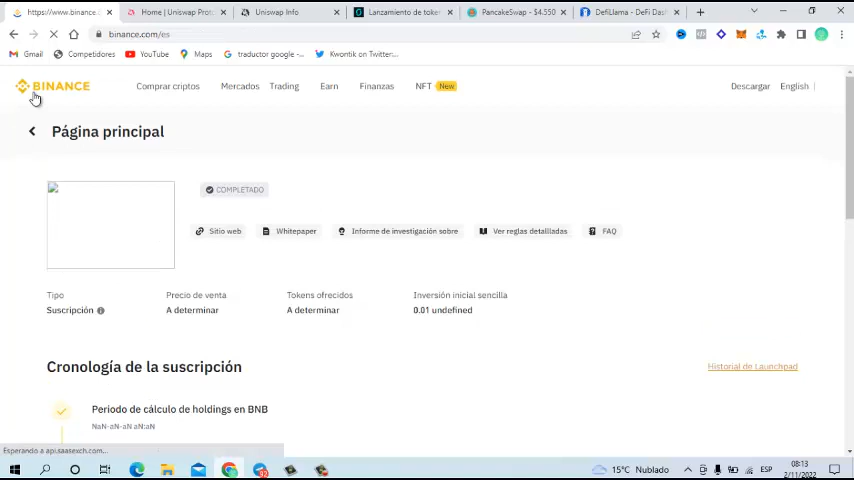 https://www.binance.
Home | Uniswap Pro
Uniswap Info
Lanzamiento de token
PancakeSwap - $4.550
DefiLlama - DeFi Dash
binance.com/es
Gmail
Competidores
YouTube
Maps
traductor google -...
Kwontik on Twitter:...
BINANCE
Comprar criptos
Mercados
Trading
Earn
Finanzas
NFT
New
Descargar
English
Página principal
COMPLETADO
Sitio web
Whitepaper
Informe de investigación sobre
Ver reglas detalilladas
FAQ
Tipo
Precio de venta
Tokens ofrecidos
Inversión inicial sencilla
Suscripción
A determinar
A determinar
0.01 undefined
Cronología de la suscripción
Historial de Launchpad
Periodo de cálculo de holdings en BNB
NaN-aN-aN aN:aN
Esperando a api.saasexch.com...
15°C Nublado
ESP
08:13
2/11/2022